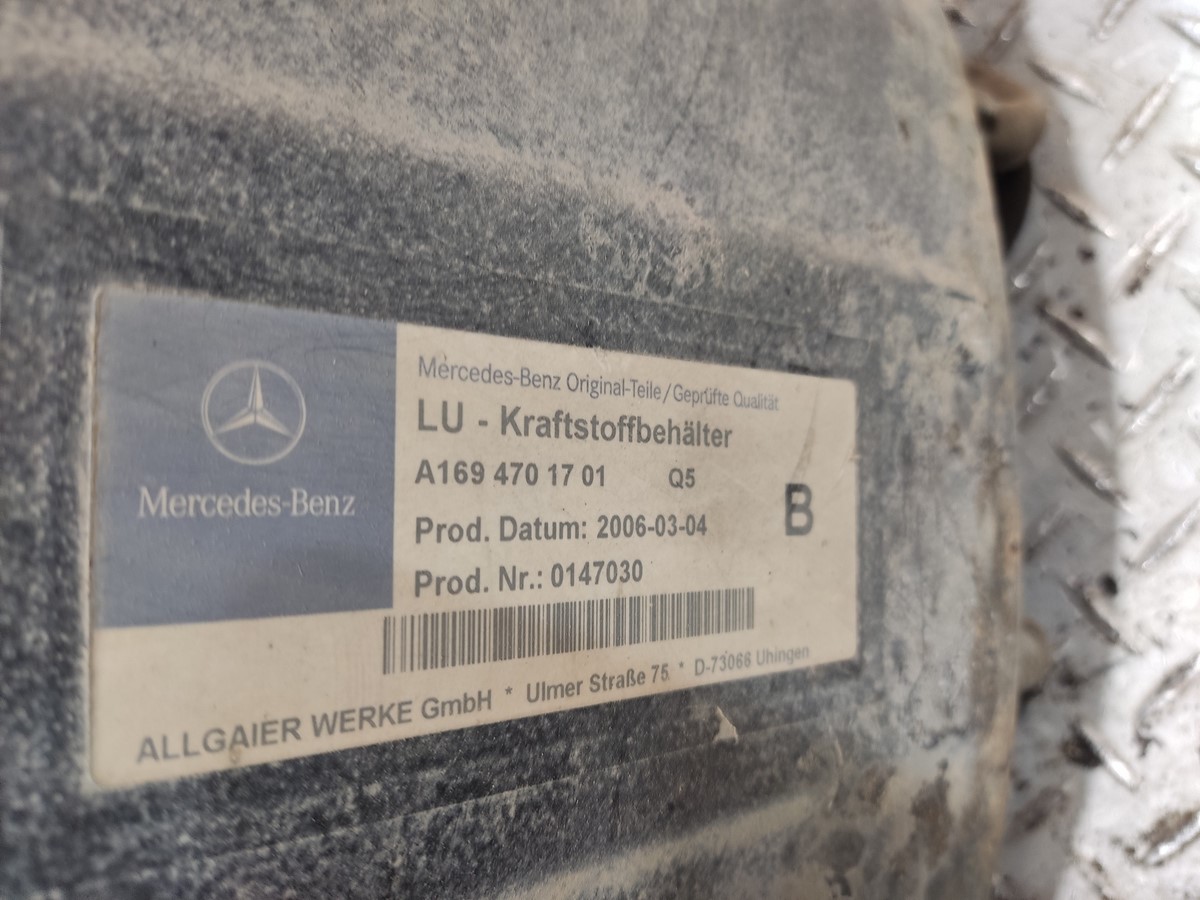 Mercedes-Benz
Mercedes-Benz Original-Teile/Geprüfte Qualität
LU - Kraftstoffbehälter
A169 470 17 01 Q5
B
Prod. Datum: 2006-03-04
Prod. Nr.: 0147030
ALLGAIER WERKE GmbH * Ulmer Straße 75 * D-73066 Uhingen